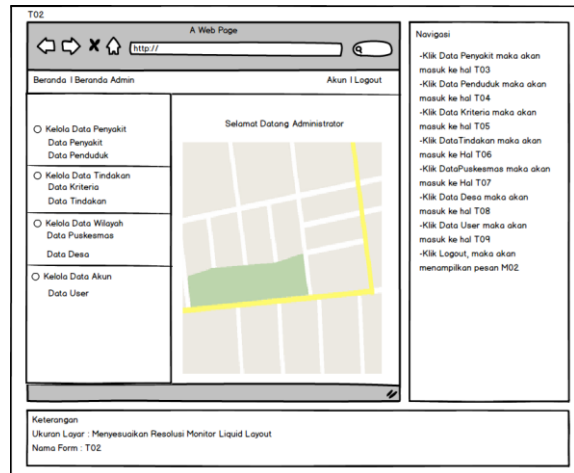 T02
A Web Page
http://
Beranda | Beranda Admin
Akun | Logout
Kelola Data Penyakit
Data Penyakit
Data Penduduk
Kelola Data Tindakan
Data Kriteria
Data Tindakan
Kelola Data Wilayah
Data Puskesmas
Data Desa
Kelola Data Akun
Data User
Selamat Datang Administrator
Navigasi
-Klik Data Penyakit maka akan
masuk ke hal T03
-Klik Data Penduduk maka akan
masuk ke hal T04
-Klik Data Kriteria maka akan
masuk ke hal T05
-Klik DataTindakan maka akan
masuk ke Hal T06
-Klik DataPuskesmas maka akan
masuk ke Hal T07
-Klik Data Desa maka akan
masuk ke hal T08
-Klik Data User maka akan
masuk ke hal T09
-Klik Logout, maka akan
menampilkan pesan M02
Keterangan
Ukuran Layar : Menyesuaikan Resolusi Monitor Liquid Layout
Nama Form : T02